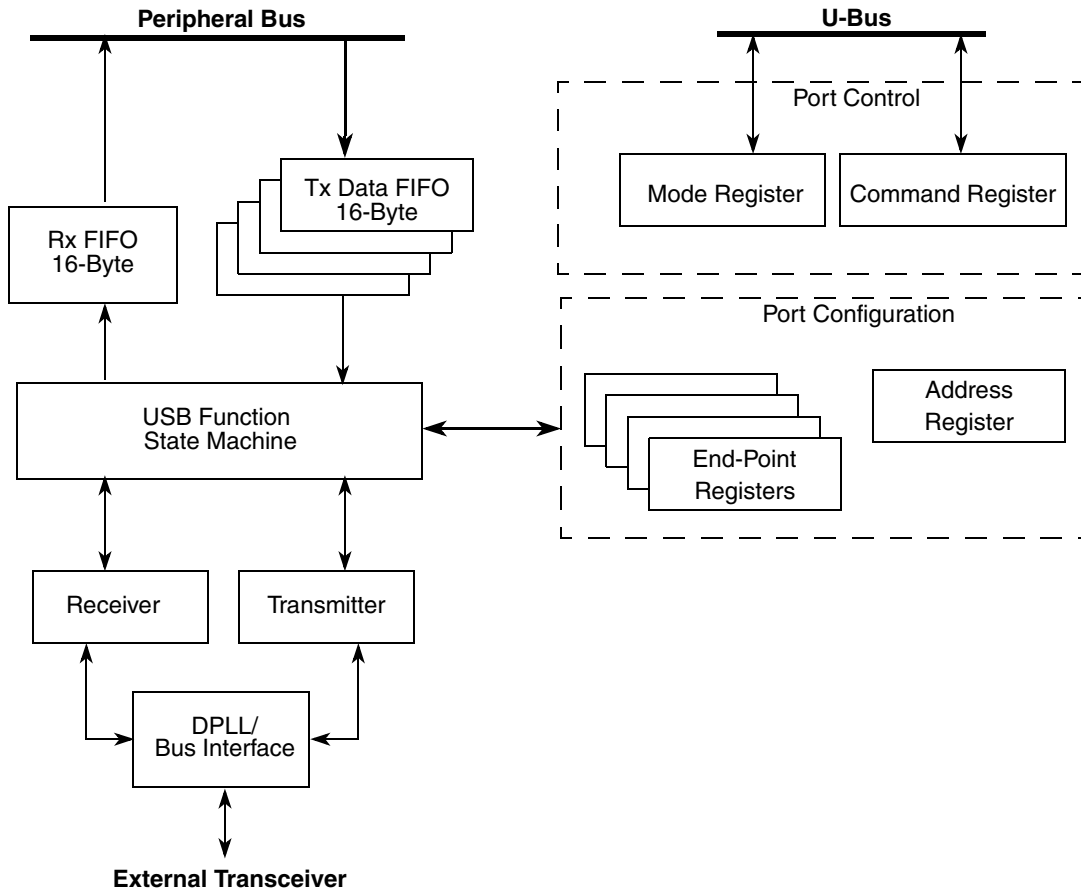 Peripheral Bus
U-Bus
Port Control
Tx Data FIFO
16-Byte
Mode Register
Command Register
Rx FIFO
16-Byte
Port Configuration
USB Function
State Machine
Address
Register
End-Point
Registers
Receiver
Transmitter
DPLL/
Bus Interface
External Transceiver